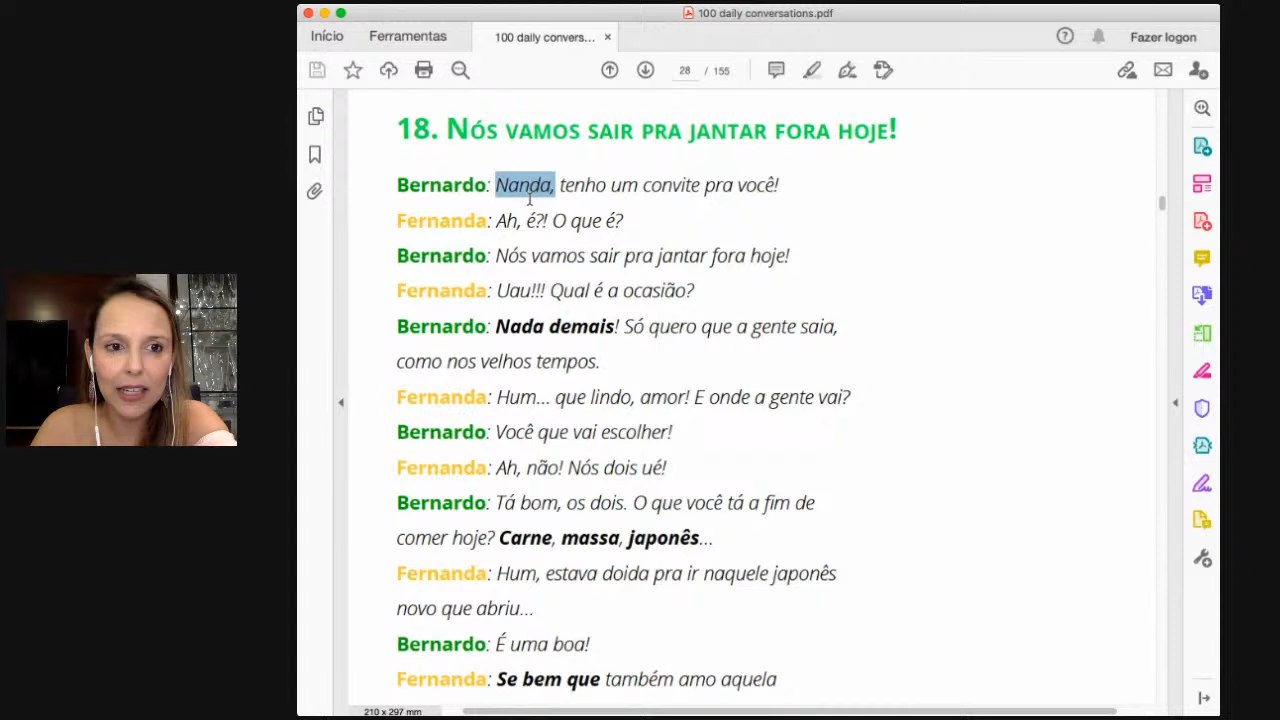 100 daily conversations.pdf
Início Ferramentas 100 daily convers... × Fazer logon
28 / 155
18. Nós vamos sair pra jantar fora hoje!
Bernardo: Nanda, tenho um convite pra você!
Fernanda: Ah, é?! O que é?
Bernardo: Nós vamos sair pra jantar fora hoje!
Fernanda: Uau!!! Qual é a ocasião?
Bernardo: Nada demais! Só quero que a gente saia,
como nos velhos tempos.
Fernanda: Hum... que lindo, amor! E onde a gente vai?
Bernardo: Você que vai escolher!
Fernanda: Ah, não! Nós dois ué!
Bernardo: Tá bom, os dois. O que você tá a fim de
comer hoje? Carne, massa, japonês...
Fernanda: Hum, estava doida pra ir naquele japonês
novo que abriu...
Bernardo: É uma boa!
Fernanda: Se bem que também amo aquela
210 x 297 mm